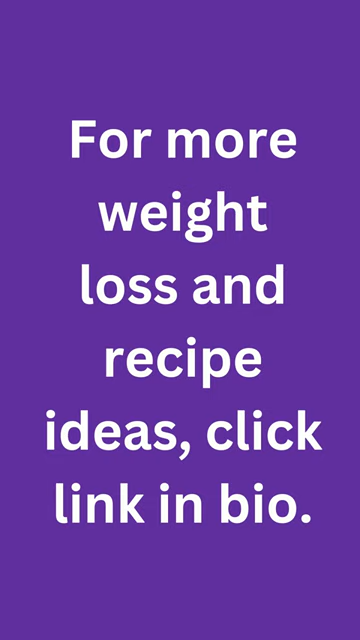 For more
weight
loss and
recipe
ideas, click
link in bio.